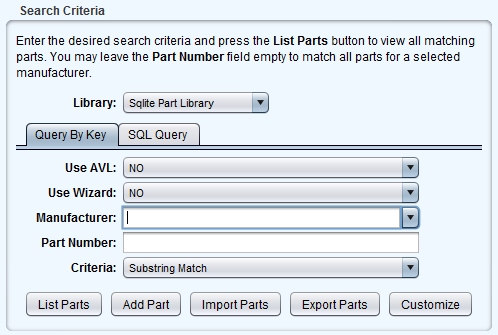 Search Criteria
Enter the desired search criteria and press the List Parts button to view all matching
parts. You may leave the Part Number field empty to match all parts for a selected
manufacturer.
Library: Sqlite Part Library
Query By Key SQL Query
Use AVL: NO
Use Wizard: NO
Manufacturer:
Part Number:
Criteria: Substring Match
List Parts Add Part Import Parts Export Parts Customize